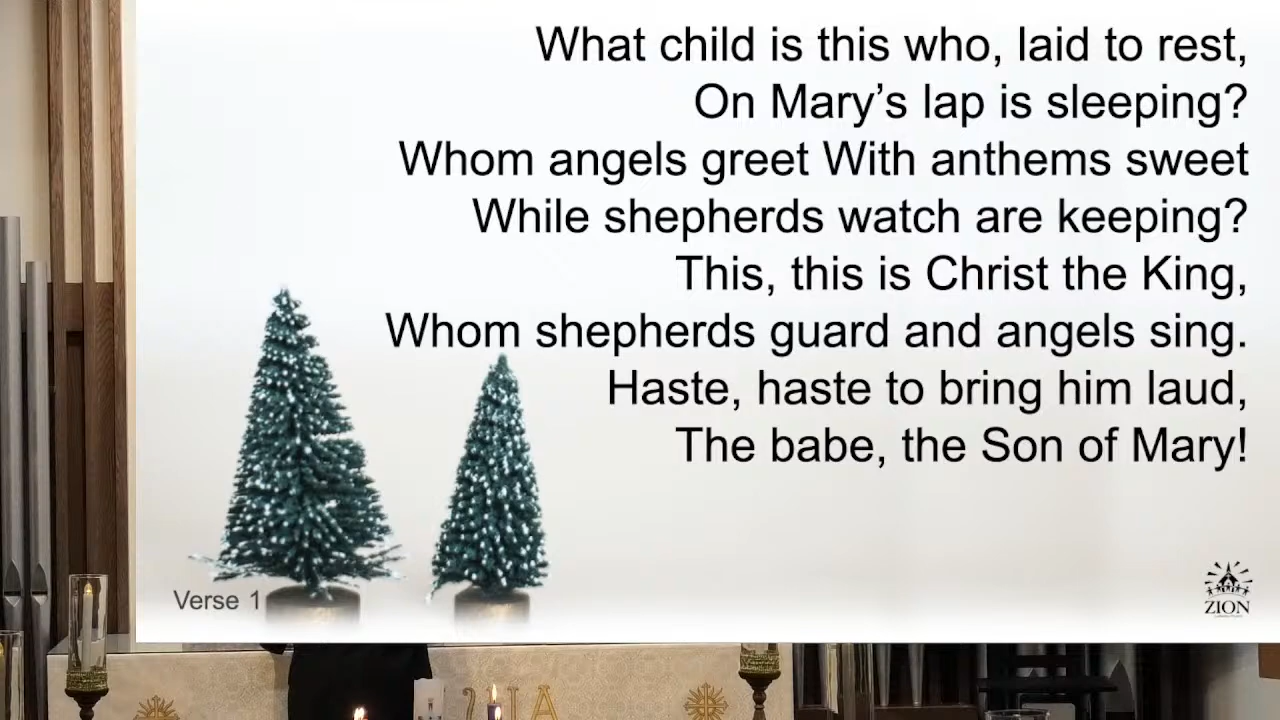 What child is this who, laid to rest,
On Mary’s lap is sleeping?
Whom angels greet With anthems sweet
While shepherds watch are keeping?
This, this is Christ the King,
Whom shepherds guard and angels sing.
Haste, haste to bring him laud,
The babe, the Son of Mary!
Verse 1
ZION